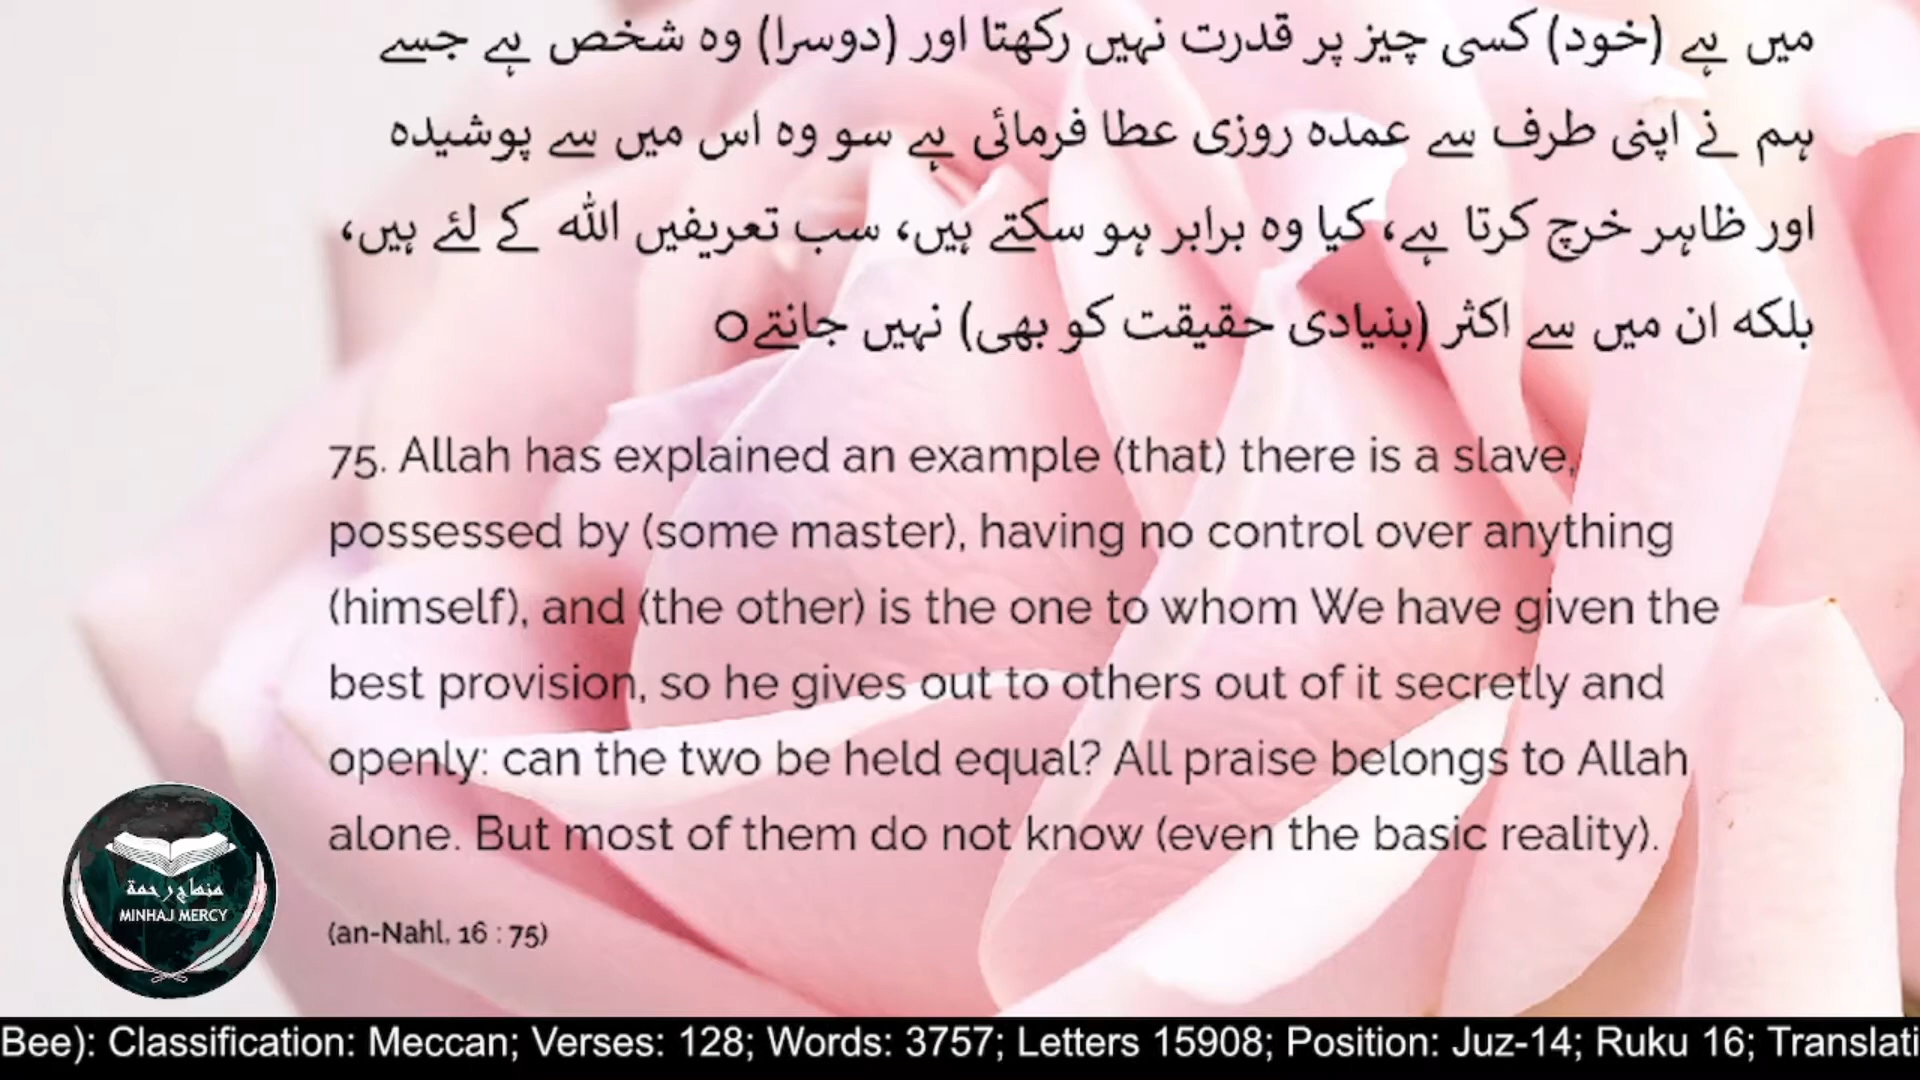 میں ہے (خود) کسی چیز پر قدرت نہیں رکھتا اور (دوسرا) وہ شخص ہے جسے
ہم نے اپنی طرف سے عمدہ روزی عطا فرمائی ہے سو وہ اس میں سے پوشیدہ
اور ظاہر خرچ کرتا ہے، کیا وہ برابر ہو سکتے ہیں، سب تعریفیں اللہ کے لئے ہیں،
بلکہ ان میں سے اکثر (بنیادی حقیقت کو بھی) نہیں جانتےo
75. Allah has explained an example (that) there is a slave,
possessed by (some master), having no control over anything
(himself), and (the other) is the one to whom We have given the
best provision, so he gives out to others out of it secretly and
openly: can the two be held equal? All praise belongs to Allah
alone. But most of them do not know (even the basic reality).
(an-Nahl, 16 : 75)
منهاج رحمة
MINHAJ MERCY
Bee): Classification: Meccan; Verses: 128; Words: 3757; Letters 15908; Position: Juz-14; Ruku 16; Translati